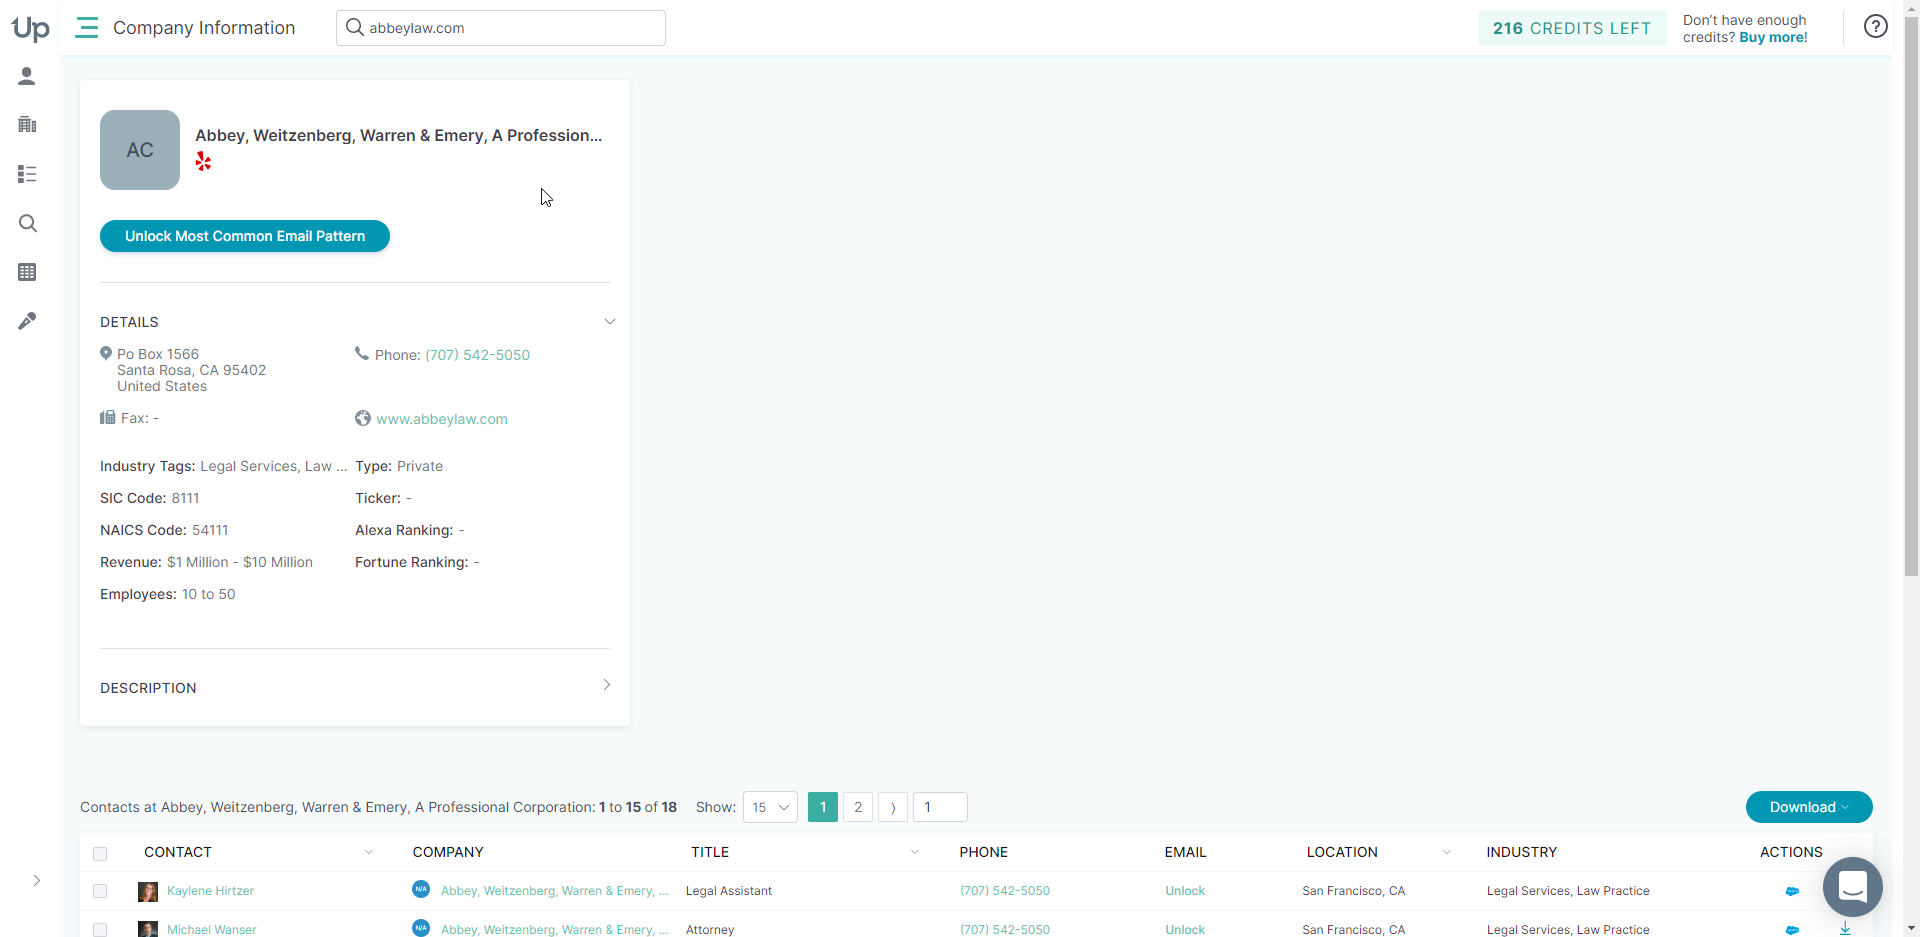 Up
Company Information
abbeylaw.com
216 CREDITS LEFT
Don't have enough
credits? Buy more!
?
AC
Abbey, Weitzenberg, Warren & Emery, A Profession...
Unlock Most Common Email Pattern
DETAILS
Po Box 1566
Santa Rosa, CA 95402
United States
Phone: (707) 542-5050
Fax: -
www.abbeylaw.com
Industry Tags: Legal Services, Law ...
Type: Private
SIC Code: 8111
Ticker: -
NAICS Code: 54111
Alexa Ranking: -
Revenue: $1 Million - $10 Million
Fortune Ranking: -
Employees: 10 to 50
DESCRIPTION
Contacts at Abbey, Weitzenberg, Warren & Emery, A Professional Corporation: 1 to 15 of 18 Show: 15 1 2 ⟩ 1
Download
CONTACT COMPANY TITLE PHONE EMAIL LOCATION INDUSTRY ACTIONS
Kaylene Hirtzer N/A Abbey, Weitzenberg, Warren & Emery, ... Legal Assistant (707) 542-5050 Unlock San Francisco, CA Legal Services, Law Practice
Michael Wanser N/A Abbey, Weitzenberg, Warren & Emery, ... Attorney (707) 542-5050 Unlock San Francisco, CA Legal Services, Law Practice